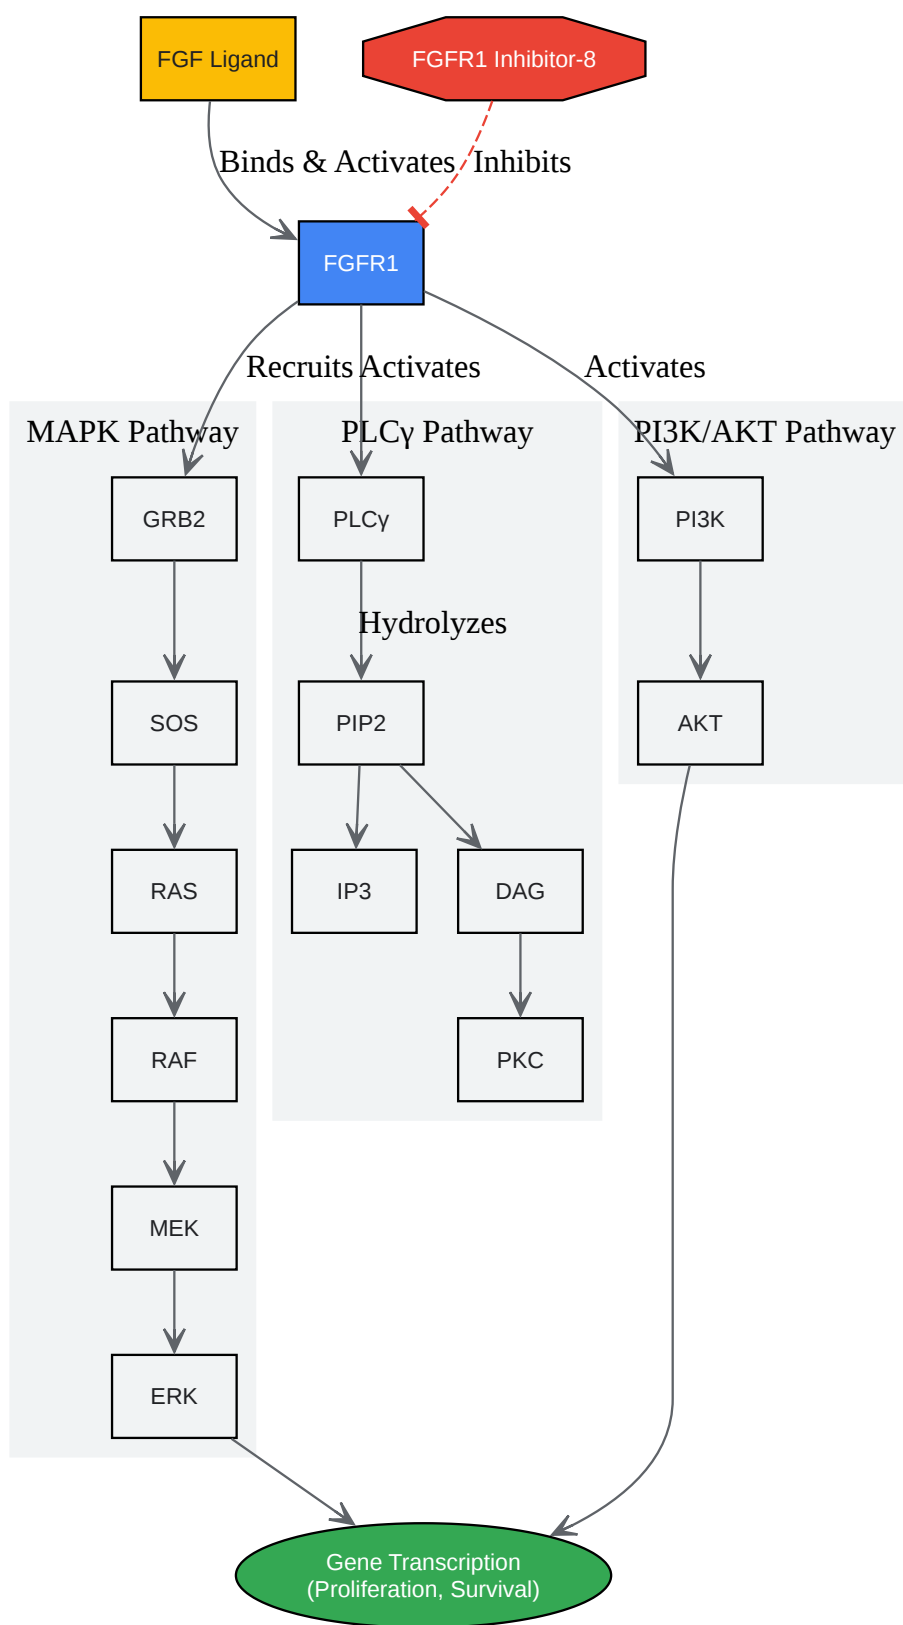 FGF Ligand
FGFR1 Inhibitor-8
Binds & Activates
Inhibits
FGFR1
Recruits
Activates
Activates
MAPK Pathway
PLCγ Pathway
PI3K/AKT Pathway
GRB2
PLCγ
PI3K
Hydrolyzes
SOS
PIP2
AKT
RAS
IP3
DAG
RAF
PKC
MEK
ERK
Gene Transcription
(Proliferation, Survival)